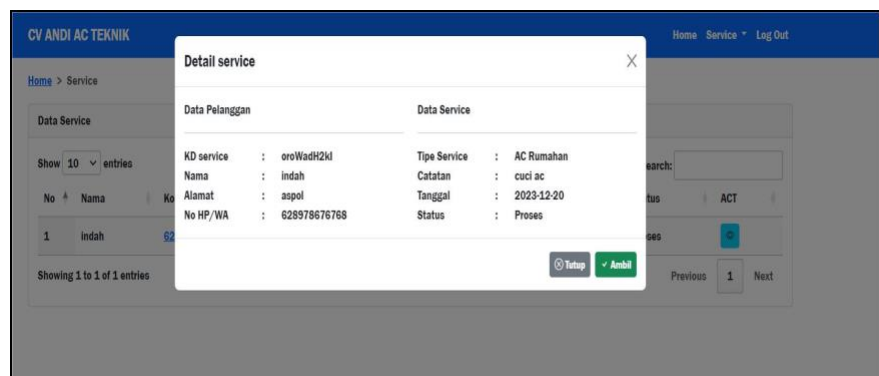 CV ANDI AC TEKNIK
Home Service Log Out
Home > Service
Data Service
Show 10 entries
earch:
No Nama Ko
tus ACT
1 indah 62
ses
Showing 1 to 1 of 1 entries
Previous 1 Next
Detail service
X
Data Pelanggan
KD service : oroWadH2kI
Nama : indah
Alamat : aspol
No HP/WA : 628978676768
Data Service
Tipe Service : AC Rumahan
Catatan : cuci ac
Tanggal : 2023-12-20
Status : Proses
Tutup
Ambil